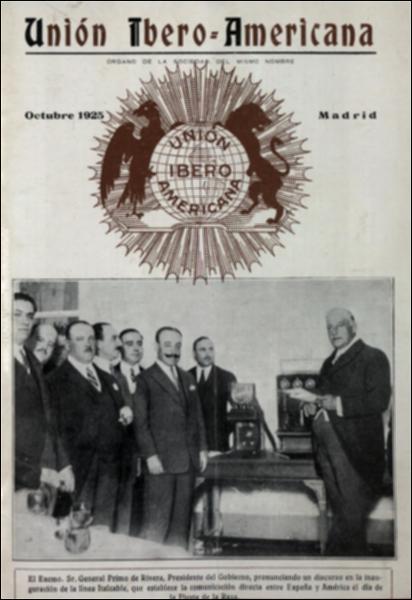 Unión Ibero=Americana
ORGANO DE LA SOCIEDAD DEL MISMO NOMBRE
Octubre 1925 Madrid
UNIÓN
IBERO
AMERICANA
El Excmo. Sr. General Primo de Rivera, Presidente del Gobierno, pronunciando un discurso en la inau-
guración de la línea Italcable, que establece la comunicación directa entre España y América el día de
la Fiesta de la Raza.